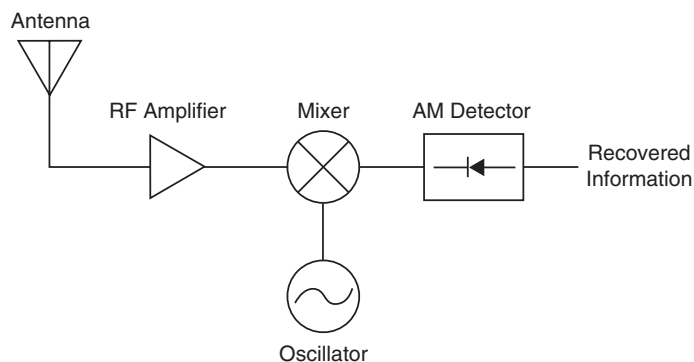 Antenna
RF Amplifier
Mixer
AM Detector
Recovered
Information
Oscillator